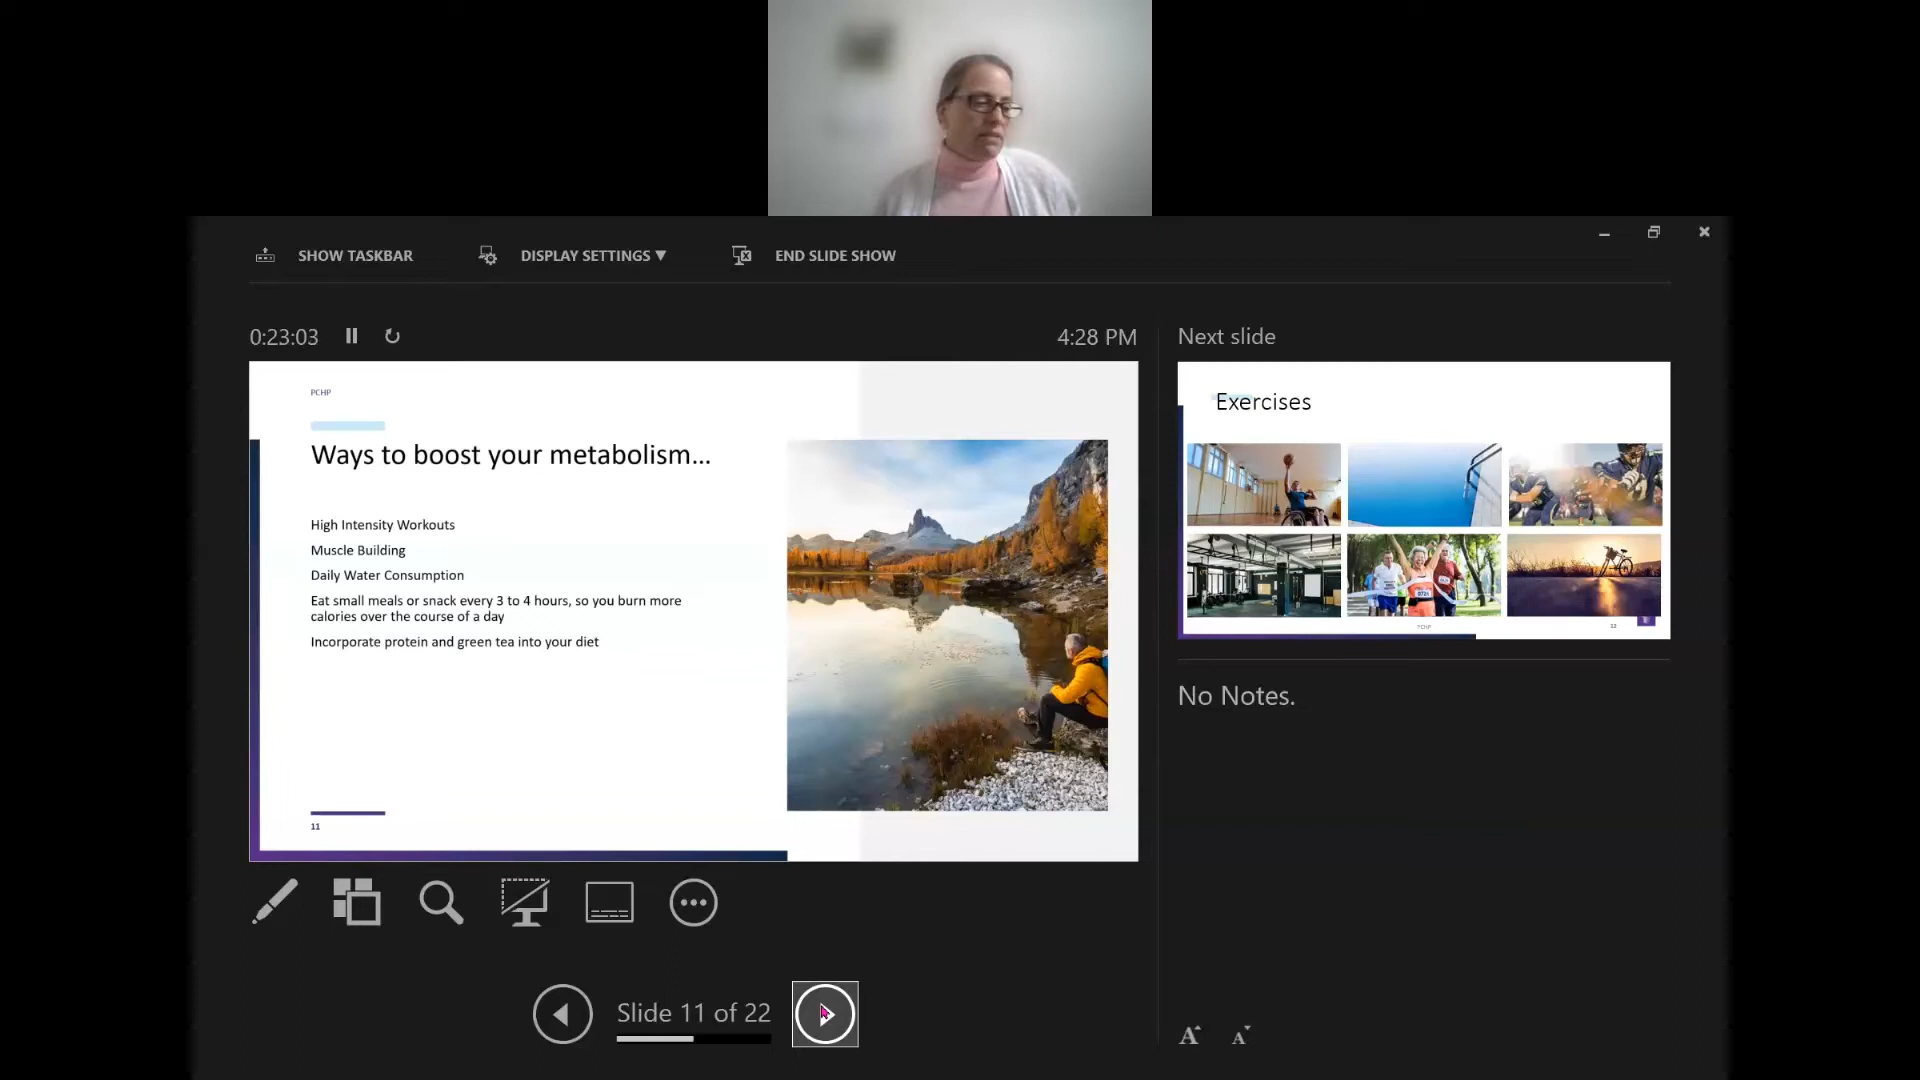 SHOW TASKBAR
DISPLAY SETTINGS ▼
END SLIDE SHOW
0:23:03
4:28 PM
Next slide
PCHP
Ways to boost your metabolism...
High Intensity Workouts
Muscle Building
Daily Water Consumption
Eat small meals or snack every 3 to 4 hours, so you burn more
calories over the course of a day
Incorporate protein and green tea into your diet
11
Exercises
PCHP
No Notes.
Slide 11 of 22
A
A